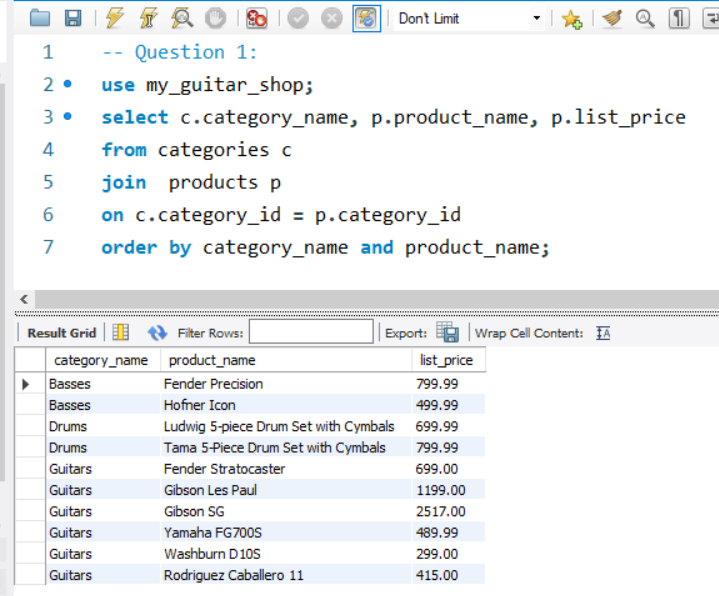 Don't Limit
1 -- Question 1:
2 use my_guitar_shop;
3 select c.category_name, p.product_name, p.list_price
4 from categories c
5 join  products p
6 on c.category_id = p.category_id
7 order by category_name and product_name;
Result Grid Filter Rows: Export: Wrap Cell Content:
category_name product_name list_price
Basses Fender Precision 799.99
Basses Hofner Icon 499.99
Drums Ludwig 5-piece Drum Set with Cymbals 699.99
Drums Tama 5-Piece Drum Set with Cymbals 799.99
Guitars Fender Stratocaster 699.00
Guitars Gibson Les Paul 1199.00
Guitars Gibson SG 2517.00
Guitars Yamaha FG700S 489.99
Guitars Washburn D10S 299.00
Guitars Rodriguez Caballero 11 415.00